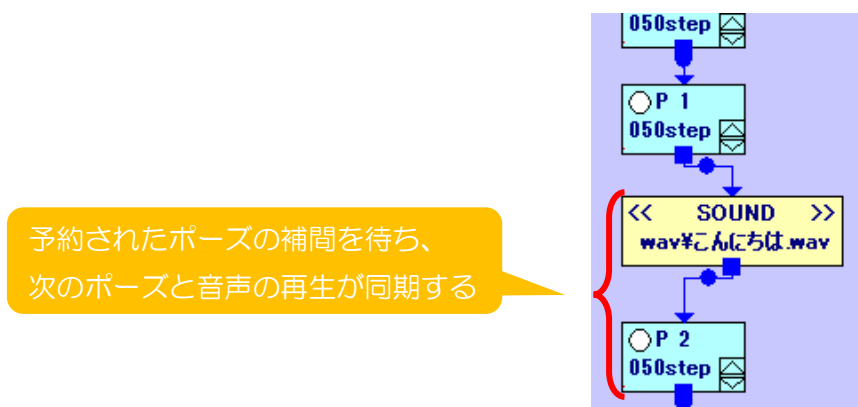 050step
P 1
050step
<< SOUND >>
wav¥こんにちは.wav
予約されたポーズの補間を待ち、
次のポーズと音声の再生が同期する
P 2
050step